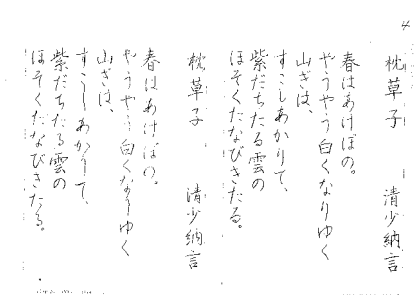 4
枕草子 清少納言
春はあけぼの。
やうやう白くなりゆく
山ぎは、
すこしあかりて、
紫だちたる雲の
ほそくたなびきたる。
枕草子 清少納言
春はあけぼの。
やうやう白くなりゆく
山ぎは、
すこしあかりて、
紫だちたる雲の
ほそくたなびきたる。